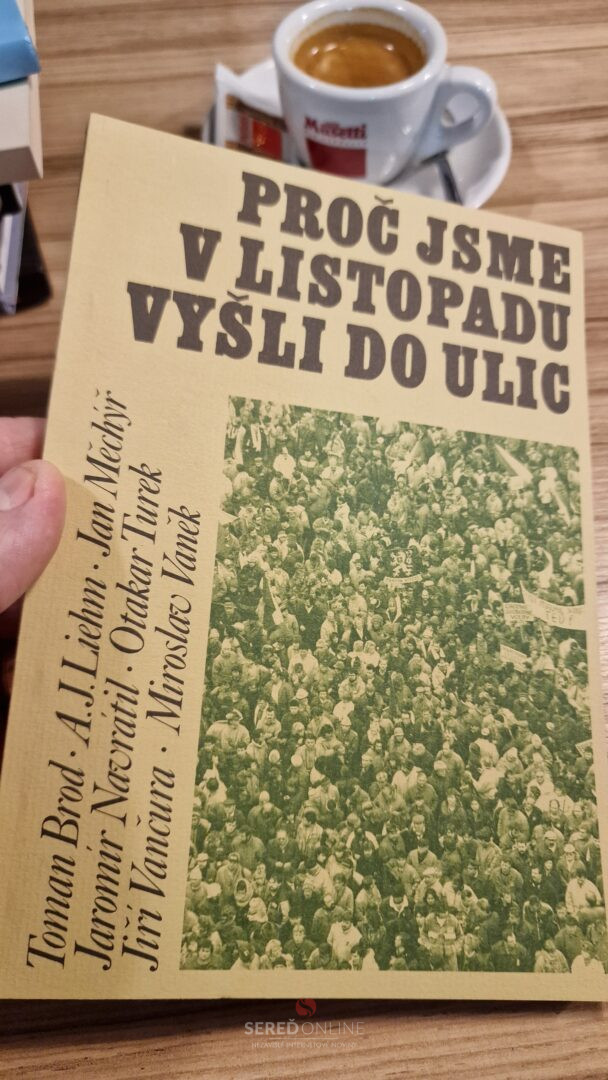 Musetti
PROČ JSME
V LISTOPADU
VYŠLI DO ULIC
Toman Brod · A.J. Liehm · Jan Měchýř
Jaromír Navrátil · Otakar Turek
Jiří Vančura · Miroslav Vaněk
SEREĎONLINE